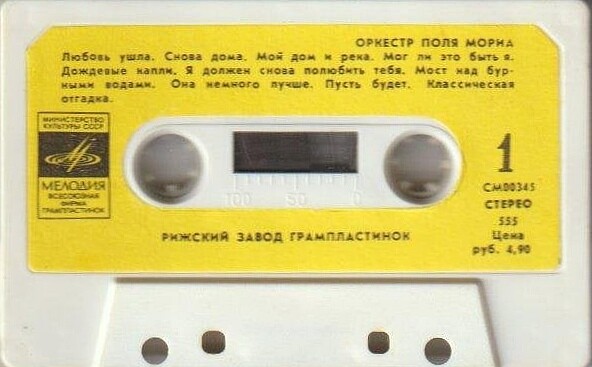 ОРКЕСТР ПОЛЯ МОРИА
Любовь ушла. Снова дома. Мой дом и река. Мог ли это быть я.
Дождевые капли. Я должен снова полюбить тебя. Мост над бур-
ными водами. Она немного лучше. Пусть будет. Классическая
отгадка.
МИНИСТЕРСТВО
КУЛЬТУРЫ СССР
МЕЛОДИЯ
ВСЕСОЮЗНАЯ
ФИРМА
ГРАМПЛАСТИНОК
1
СМ00345
СТЕРЕО
555
Цена
руб. 4,90
100 50 0
РИЖСКИЙ ЗАВОД ГРАМПЛАСТИНОК